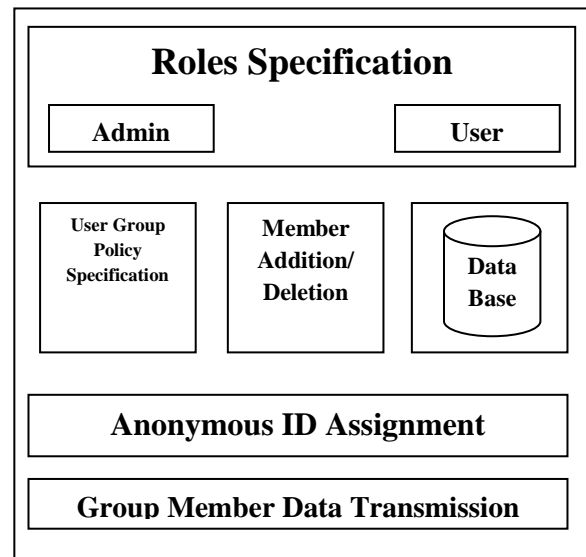 Roles Specification
Admin
User
User Group
Policy
Specification
Member
Addition/
Deletion
Data
Base
Anonymous ID Assignment
Group Member Data Transmission